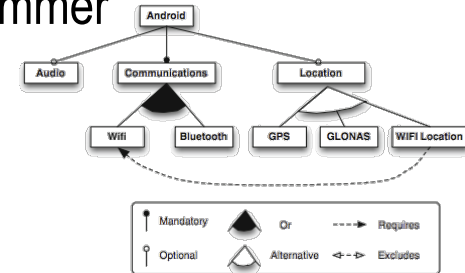 mmer
Android
Audio Communications Location
Wifi Bluetooth GPS GLONAS WIFI Location
Mandatory Or Requires
Optional Alternative Excludes